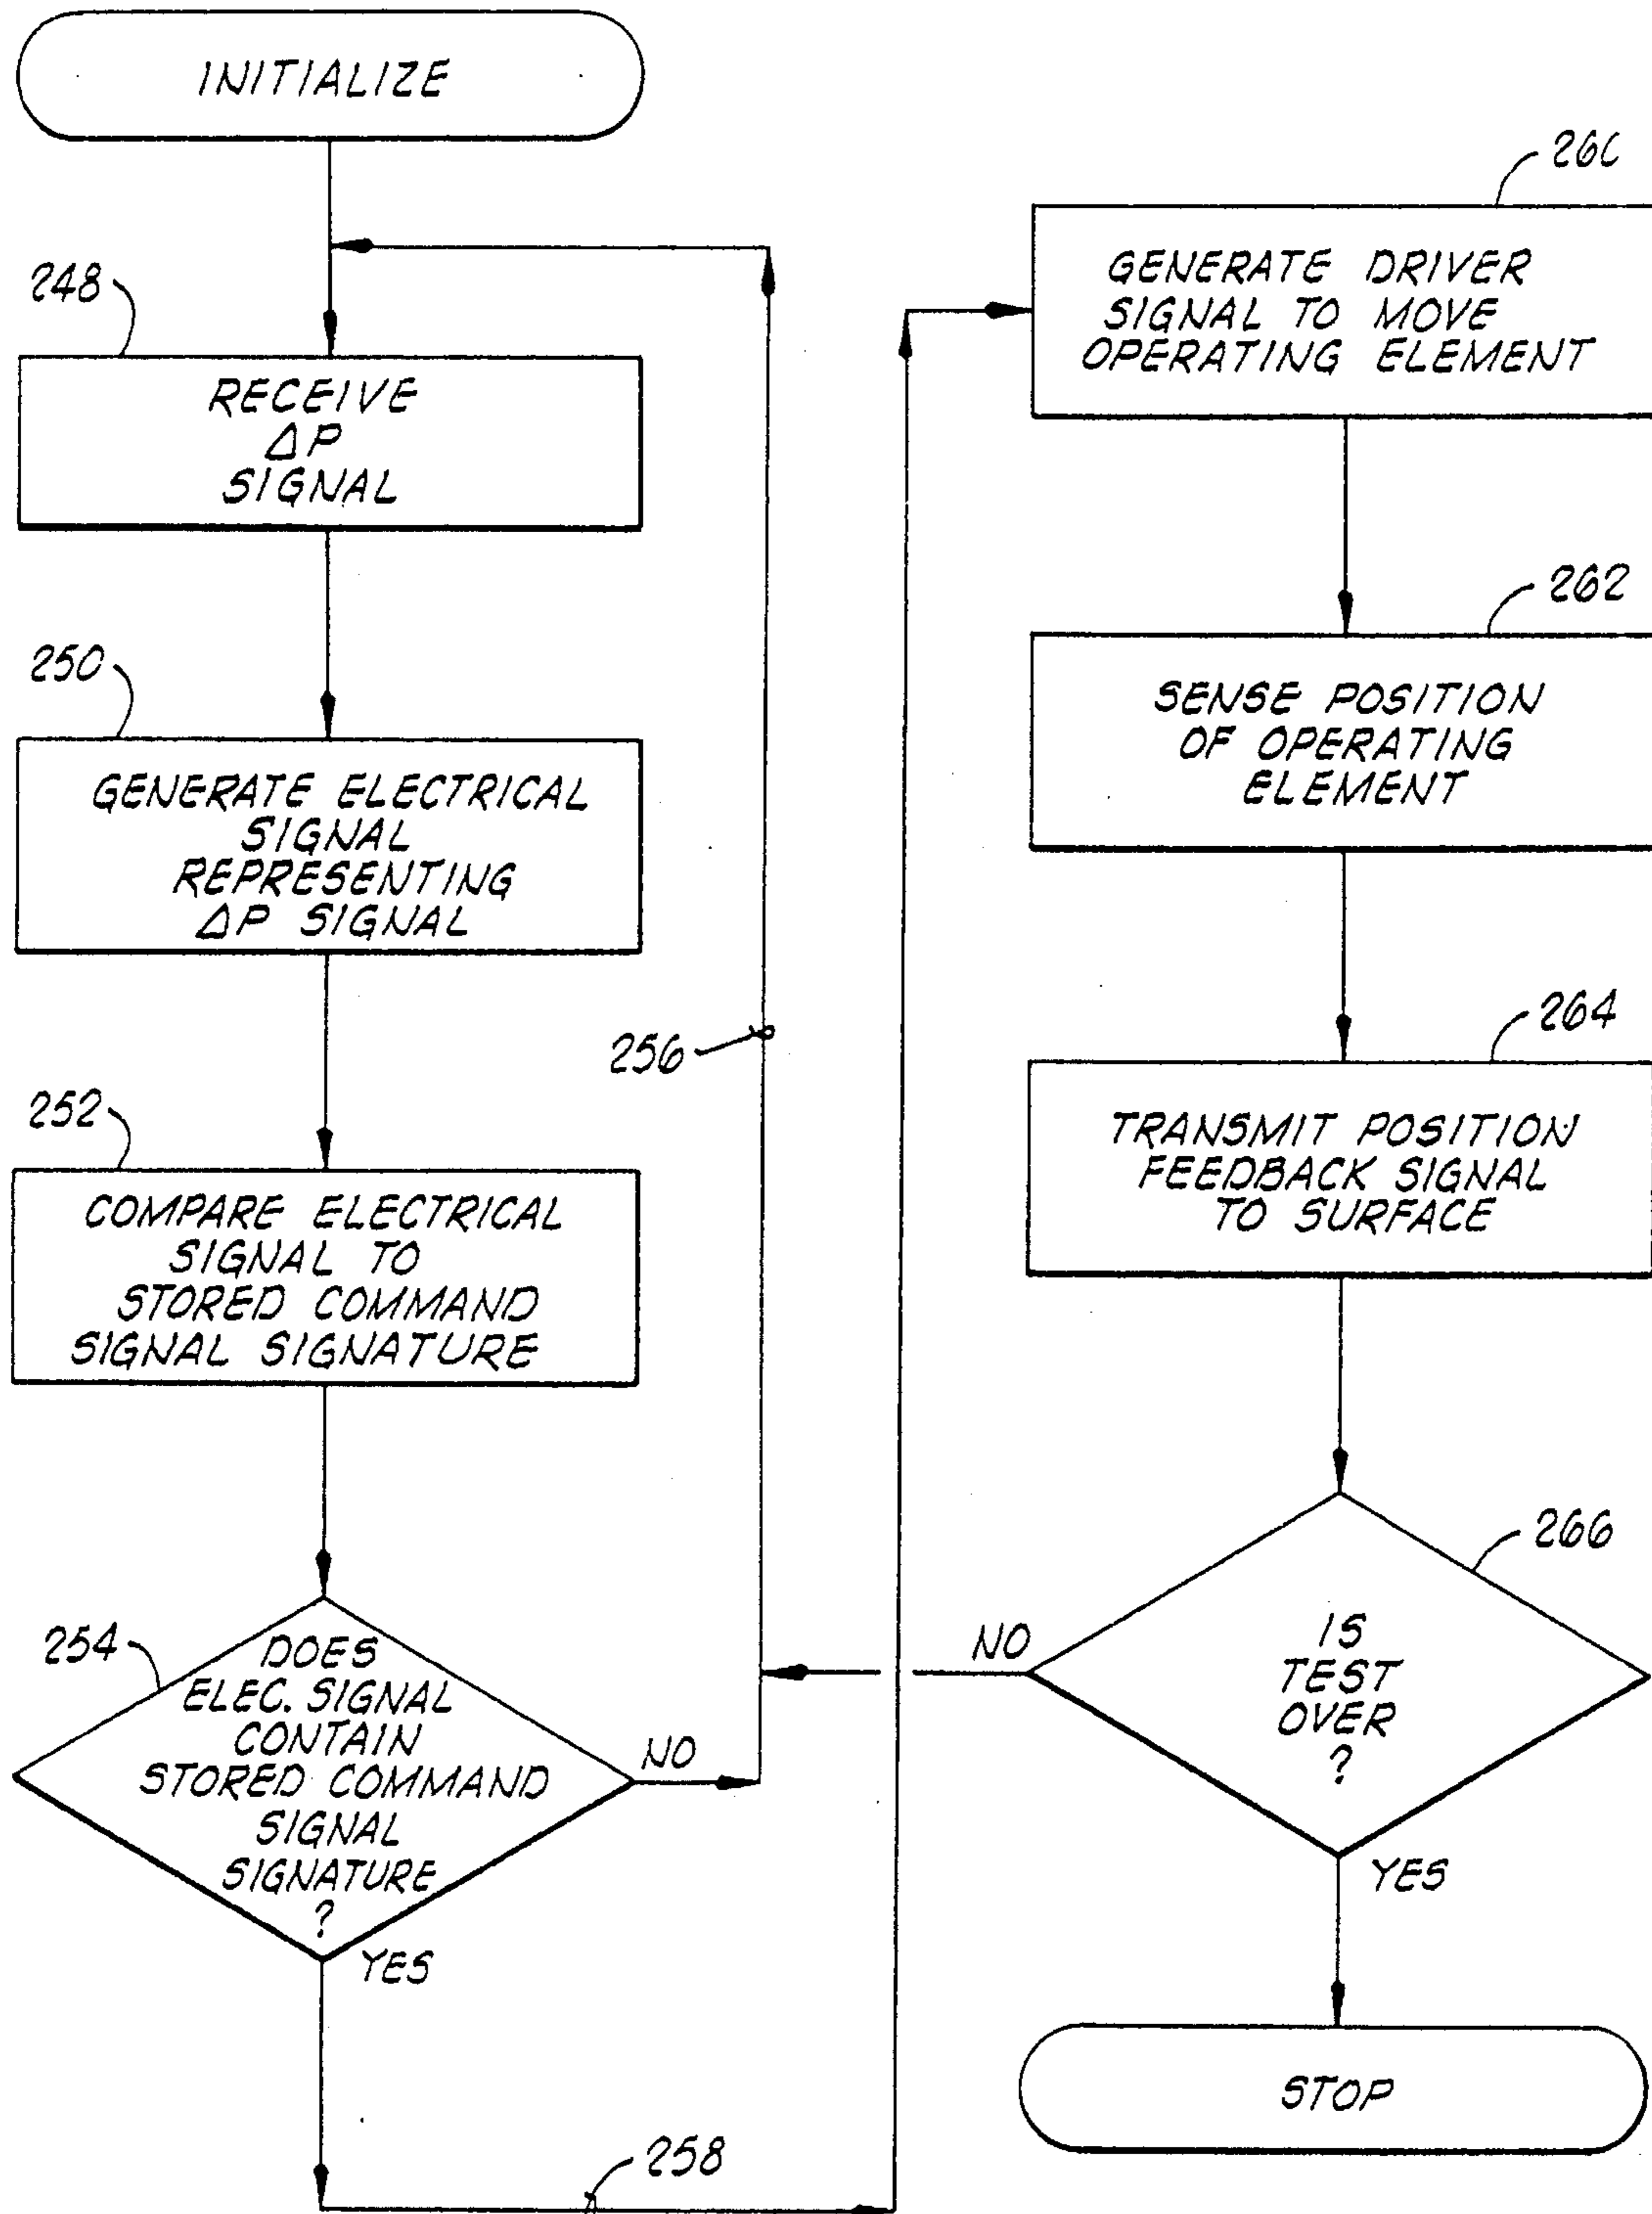 INITIALIZE
248
RECEIVE
ΔP
SIGNAL
250
GENERATE ELECTRICAL
SIGNAL
REPRESENTING
ΔP SIGNAL
256
252
COMPARE ELECTRICAL
SIGNAL TO
STORED COMMAND
SIGNAL SIGNATURE
254
DOES
ELEC. SIGNAL
CONTAIN
STORED COMMAND
SIGNAL
SIGNATURE
?
NO
YES
258
GENERATE DRIVER
SIGNAL TO MOVE
OPERATING ELEMENT
262
SENSE POSITION
OF OPERATING
ELEMENT
264
TRANSMIT POSITION
FEEDBACK SIGNAL
TO SURFACE
266
IS
TEST
OVER
?
NO
YES
STOP